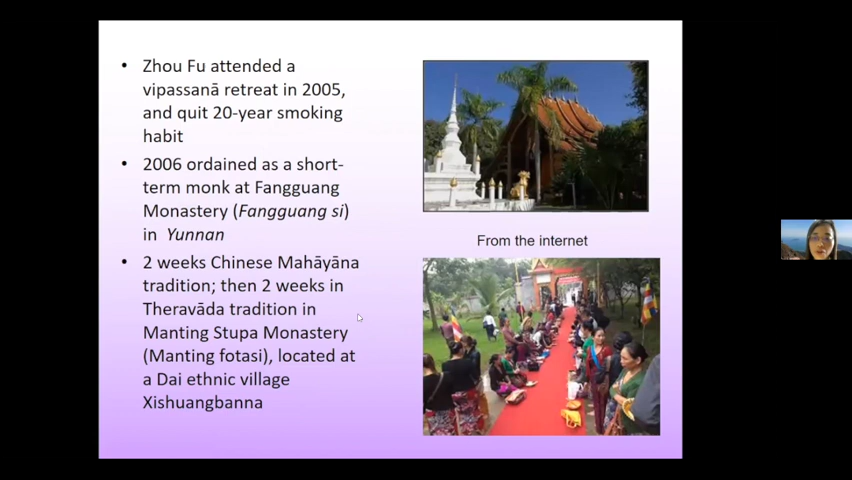 • Zhou Fu attended a
vipassanā retreat in 2005,
and quit 20-year smoking
habit
• 2006 ordained as a short-
term monk at Fangguang
Monastery (Fangguang si)
in Yunnan
• 2 weeks Chinese Mahāyāna
tradition; then 2 weeks in
Theravāda tradition in
Manting Stupa Monastery
(Manting fotasi), located at
a Dai ethnic village
Xishuangbanna
From the internet